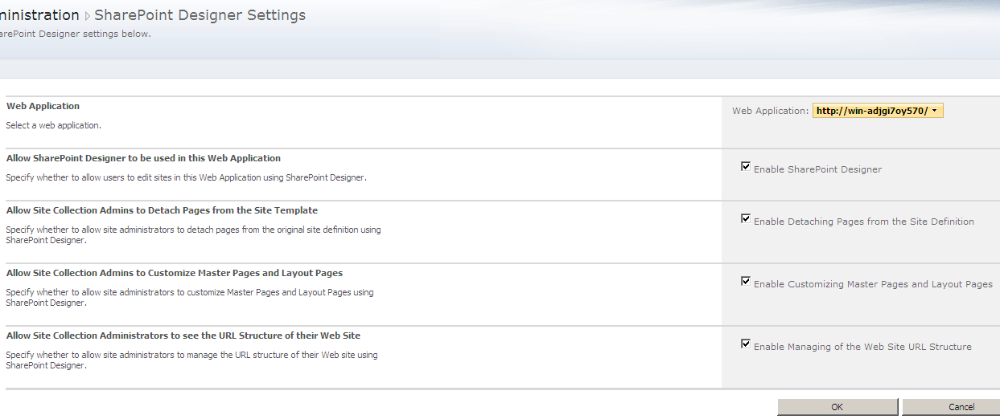 ministration ▷ SharePoint Designer Settings
arePoint Designer settings below.
Web Application
Web Application: http://win-adjgi7oy570/
Select a web application.
Allow SharePoint Designer to be used in this Web Application
Enable SharePoint Designer
Specify whether to allow users to edit sites in this Web Application using SharePoint Designer.
Allow Site Collection Admins to Detach Pages from the Site Template
Enable Detaching Pages from the Site Definition
Specify whether to allow site administrators to detach pages from the original site definition using
SharePoint Designer.
Allow Site Collection Admins to Customize Master Pages and Layout Pages
Enable Customizing Master Pages and Layout Pages
Specify whether to allow site administrators to customize Master Pages and Layout Pages using
SharePoint Designer.
Allow Site Collection Administrators to see the URL Structure of their Web Site
Enable Managing of the Web Site URL Structure
Specify whether to allow site administrators to manage the URL structure of their Web site using
SharePoint Designer.
OK Cancel